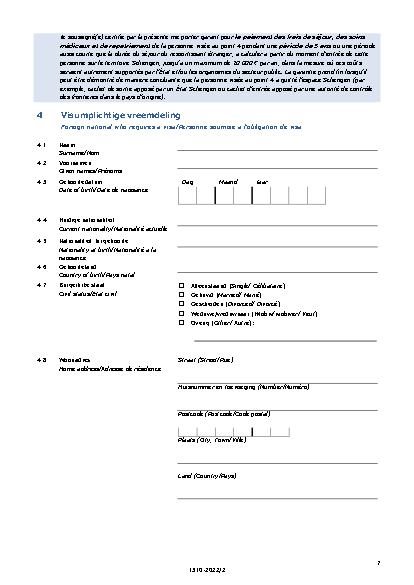 Je soussigné(e) certifie par la présente me porter garant pour le paiement des frais de séjour, des soins
médicaux et de rapatriement de la personne visée au point 4 pendant une période de 5 ans ou une période
aussi courte que la durée du séjour du ressortissant étranger, à calculer à partir du moment d'entrée de cette
personne sur le territoire Schengen, jusqu'à un maximum de par an, dans la mesure où ces coûts
seraient autrement supportés par l'État et/ou les organismes du secteur public. La garantie prend fin lorsqu'il
peut être démontré de manière concluante que la personne visée au point 4 a quitté l'espace Schengen (par
exemple, cachet de sortie apposé par un État Schengen ou cachet d'entrée apposé par une autorité de contrôle
des frontières dans le pays d'origine).
4 Visumplichtige vreemdeling
Foreign national who requires a visa/Personne soumise à l'obligation de visa
4.1 Naam
Surname/Nom
4.2 Voornamen
Given names/Prénoms
4.3 Geboortedatum Dag Maand Jaar
Date of birth/Date de naissance
4.4 Huidige nationaliteit
Current nationality/Nationalité actuelle
4.5 Nationaliteit bij geboorte
Nationality at birth/Nationalité à la
naissance
4.6 Geboorteland
Country of birth/Pays natal
4.7 Burgerlijke staat
Civil status/État civil
Alleenstaand (Single/ Célibataire)
Gehuwd (Married/ Marié)
Gescheiden (Divorced/ Divorcé)
Weduwe/weduwnaar (Widow/Widower/ Veuf)
Overig (Other/ Autre):
4.8 Woonadres
Home address/Adresse de résidence
Straat (Street/Rue)
Huisnummer en toevoeging (Number/Numéro)
Postcode (Postcode/Code postal)
Plaats (City, Town/Ville)
Land (Country/Pays)
1310-2022/2
7